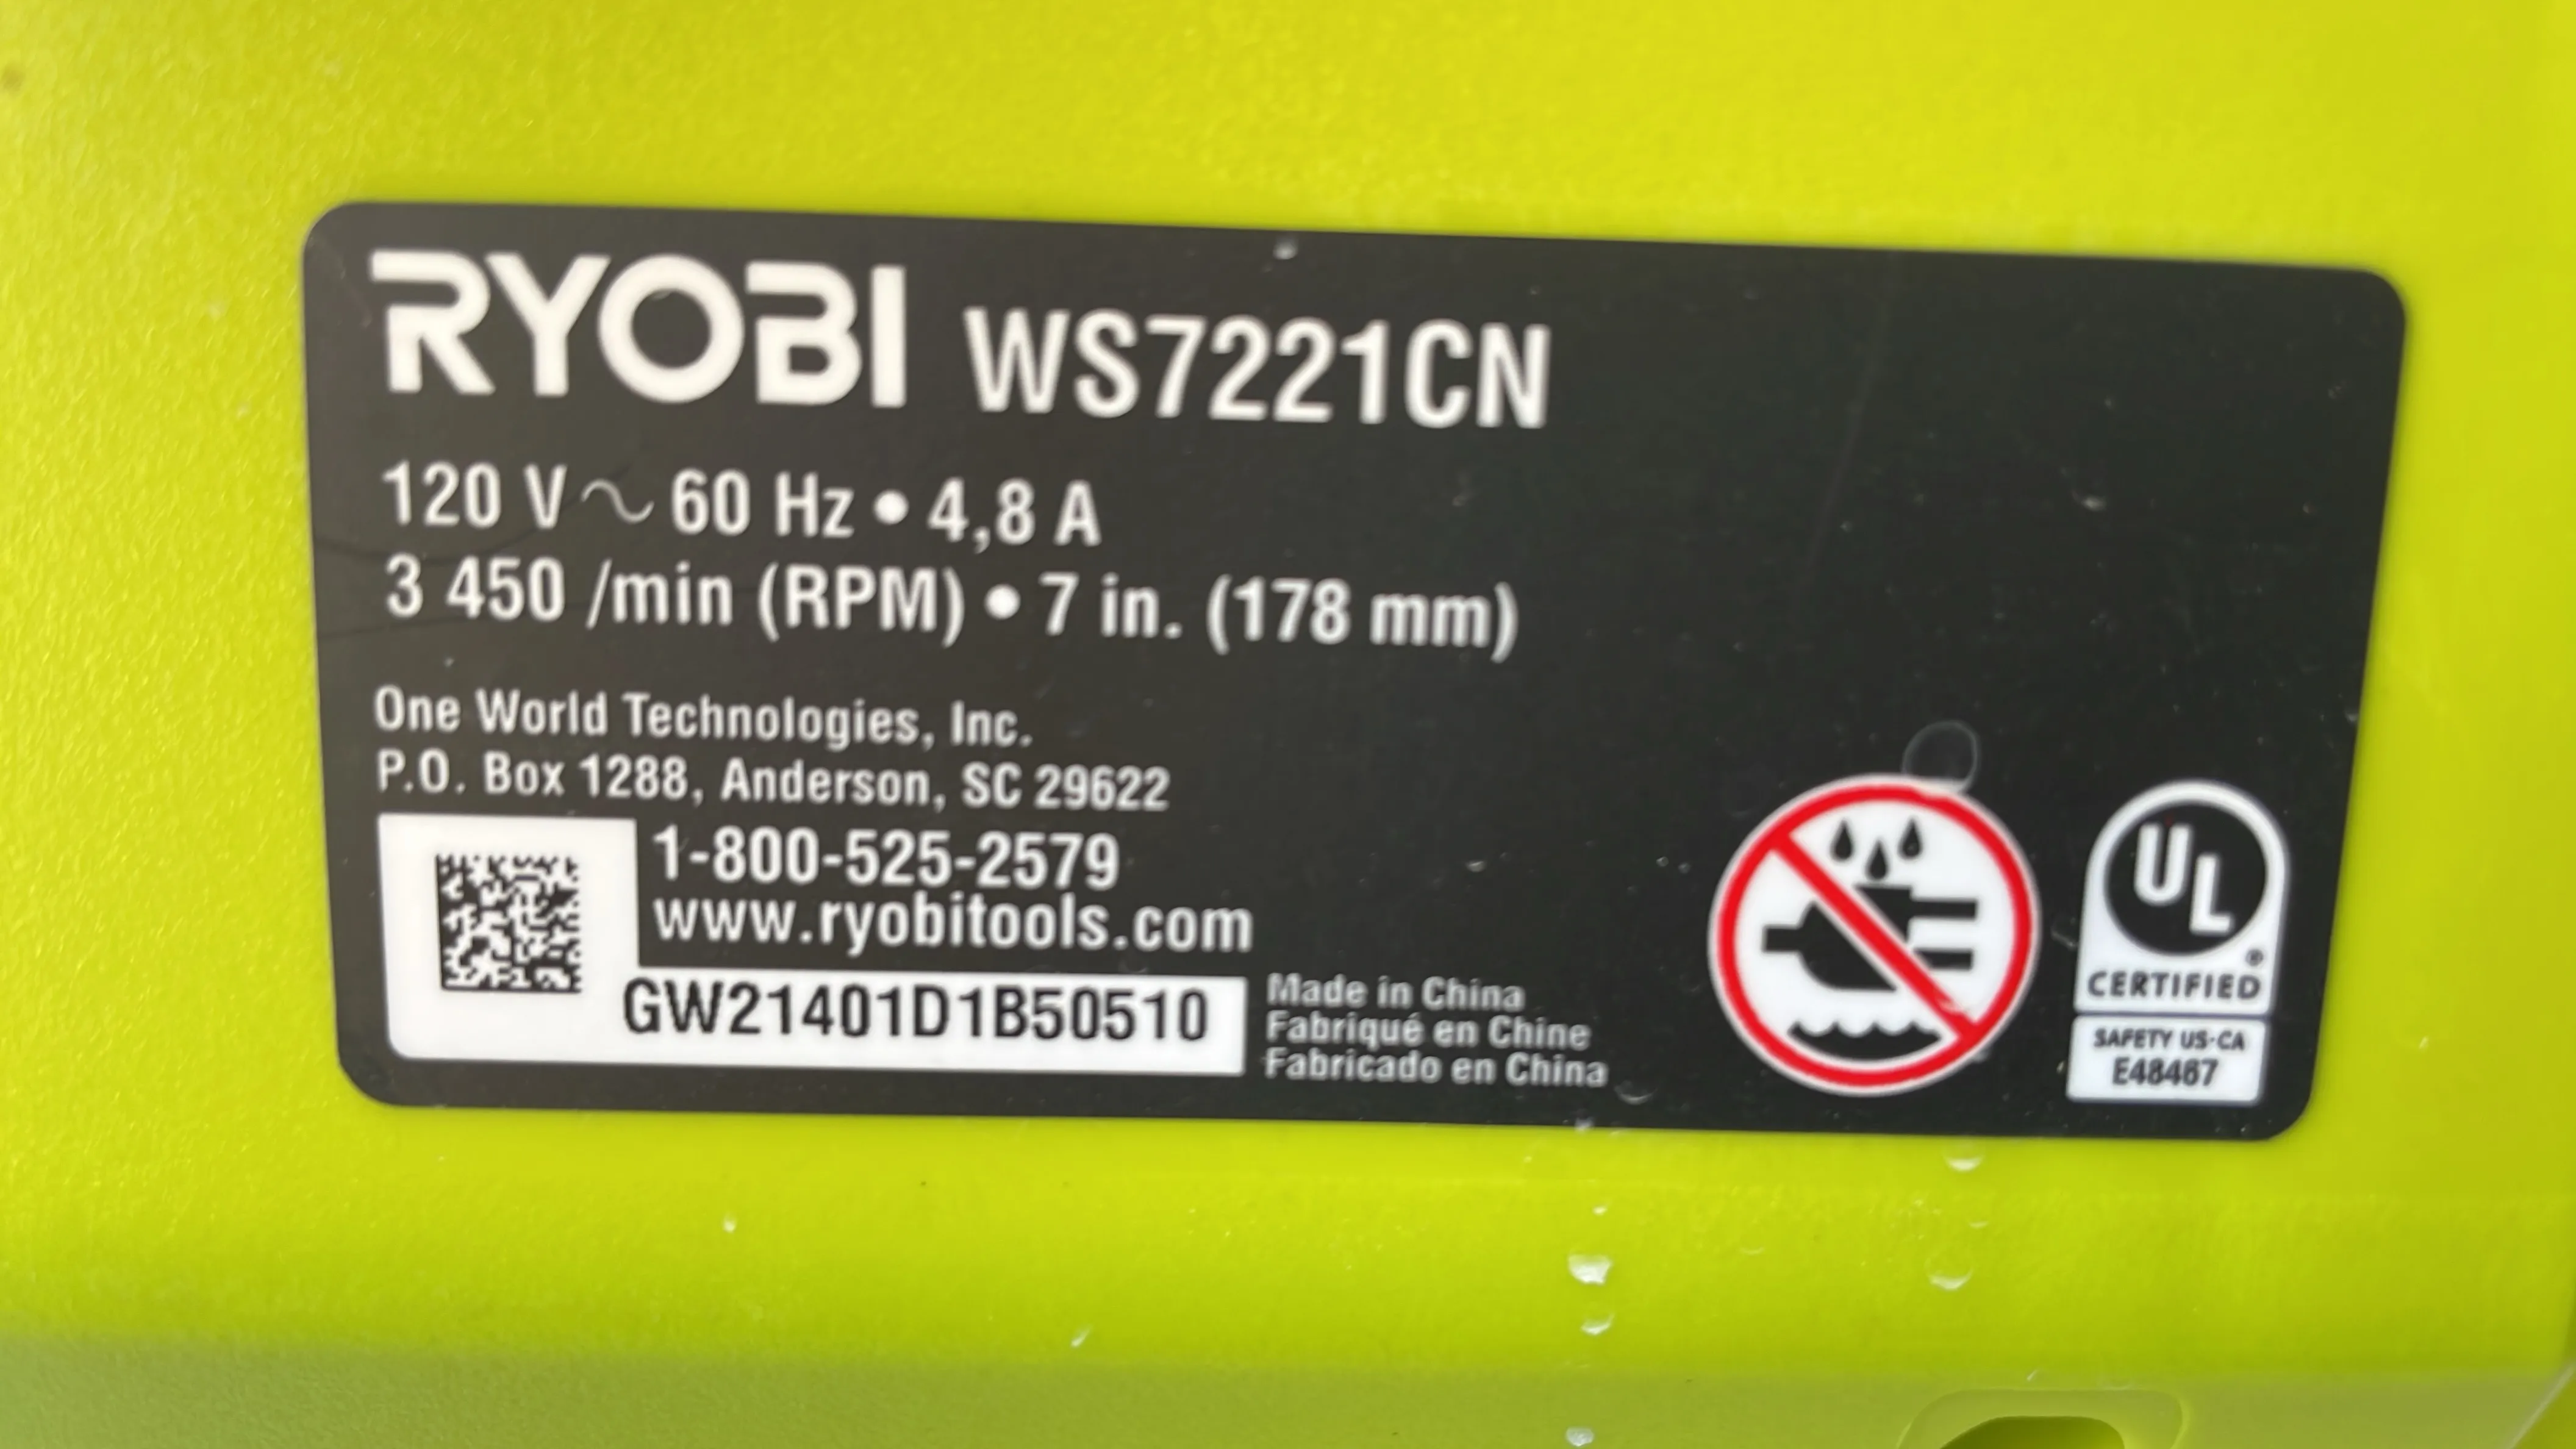 RYOBI WS7221CN
120 V ~ 60 Hz • 4,8 A
3 450 /min (RPM) • 7 in. (178 mm)
One World Technologies, Inc.
P.O. Box 1288, Anderson, SC 29622
1-800-525-2579
www.ryobitools.com
GW21401D1B50510
Made in China
Fabriqué en Chine
Fabricado en China
UL®
CERTIFIED
SAFETY US-CA
E48467